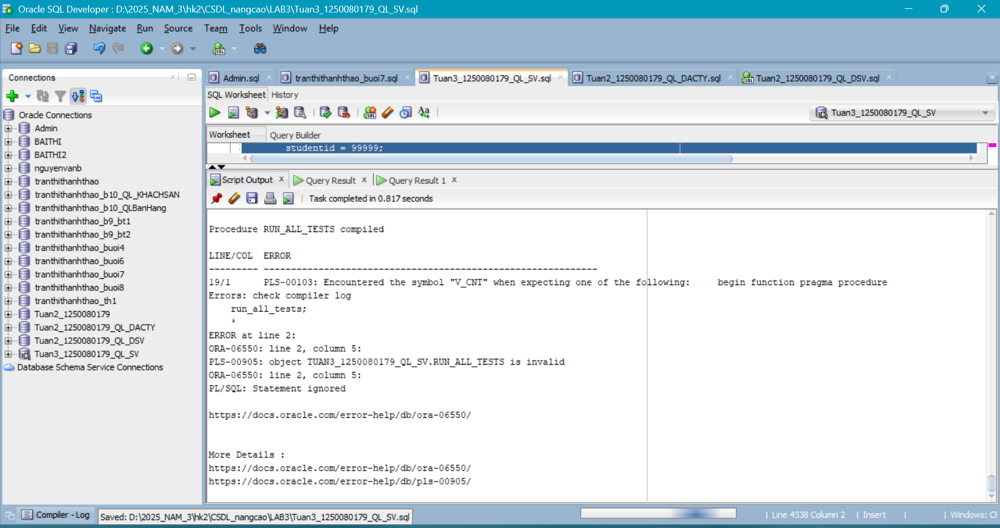 Oracle SQL Developer : D:\2025_NAM_3\hk2\CSDL_nangcao\LAB3\Tuan3_1250080179_QL_SV.sql
File Edit View Navigate Run Source Team Tools Window Help
Connections
Oracle Connections
Admin
BAITHI
BAITHI2
nguyenvanb
tranthithanhthao
tranthithanhthao_b10_QL_KHACHSAN
tranthithanhthao_b10_QLBanHang
tranthithanhthao_b9_bt1
tranthithanhthao_b9_bt2
tranthithanhthao_buoi4
tranthithanhthao_buoi6
tranthithanhthao_buoi7
tranthithanhthao_buoi8
tranthithanhthao_th1
Tuan2_1250080179
Tuan2_1250080179_QL_DACTY
Tuan2_1250080179_QL_DSV
Tuan3_1250080179_QL_SV
Database Schema Service Connections
Admin.sql tranthithanhthao_buoi7.sql Tuan3_1250080179_QL_SV.sql Tuan2_1250080179_QL_DACTY.sql Tuan2_1250080179_QL_DSV.sql
SQL Worksheet History
Tuan3_1250080179_QL_SV
Worksheet Query Builder
studentid = 99999;
Script Output Query Result Query Result 1
Task completed in 0.817 seconds
Procedure RUN_ALL_TESTS compiled
LINE/COL ERROR
--------- -------------------------------------------------------------
19/1 PLS-00103: Encountered the symbol "V_CNT" when expecting one of the following: begin function pragma procedure
Errors: check compiler log
run_all_tests;
*
ERROR at line 2:
ORA-06550: line 2, column 5:
PLS-00905: object TUAN3_1250080179_QL_SV.RUN_ALL_TESTS is invalid
ORA-06550: line 2, column 5:
PL/SQL: Statement ignored
https://docs.oracle.com/error-help/db/ora-06550/
More Details :
https://docs.oracle.com/error-help/db/ora-06550/
https://docs.oracle.com/error-help/db/pls-00905/
Compiler - Log Saved: D:\2025_NAM_3\hk2\CSDL_nangcao\LAB3\Tuan3_1250080179_QL_SV.sql
Line 4338 Column 2 Insert Windows: